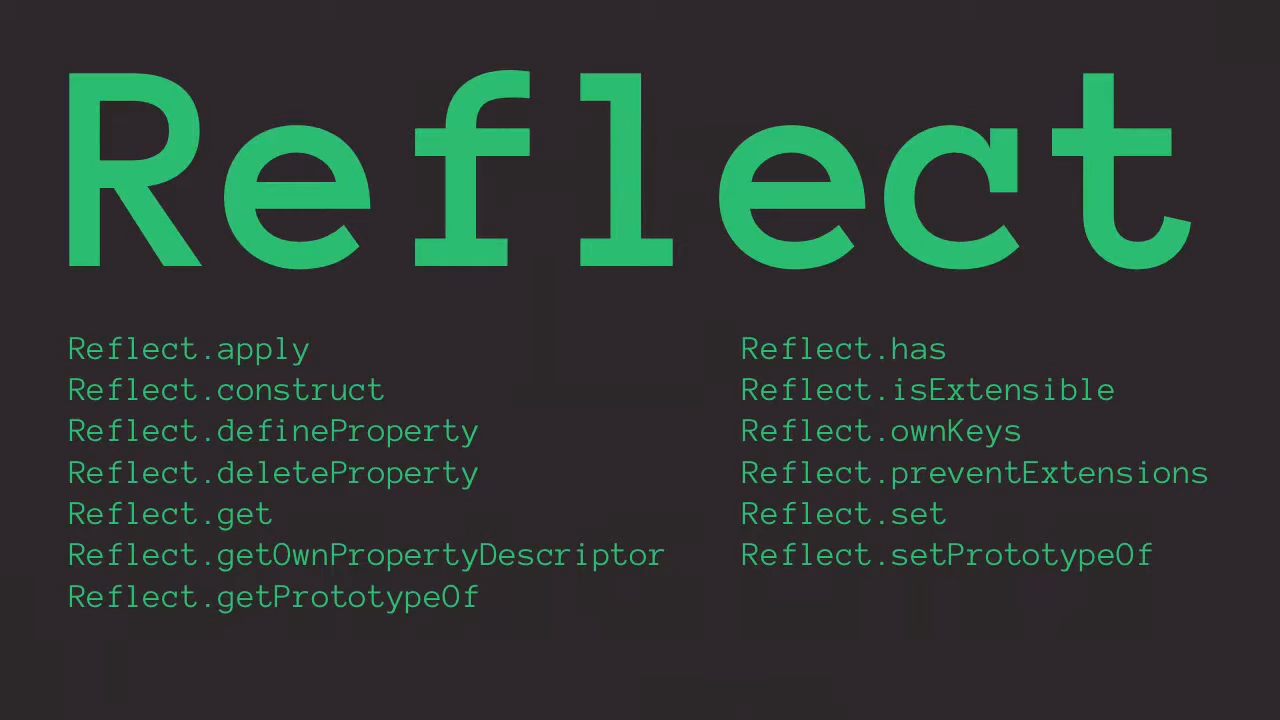 Reflect
Reflect.apply
Reflect.construct
Reflect.defineProperty
Reflect.deleteProperty
Reflect.get
Reflect.getOwnPropertyDescriptor
Reflect.getPrototypeOf
Reflect.has
Reflect.isExtensible
Reflect.ownKeys
Reflect.preventExtensions
Reflect.set
Reflect.setPrototypeOf